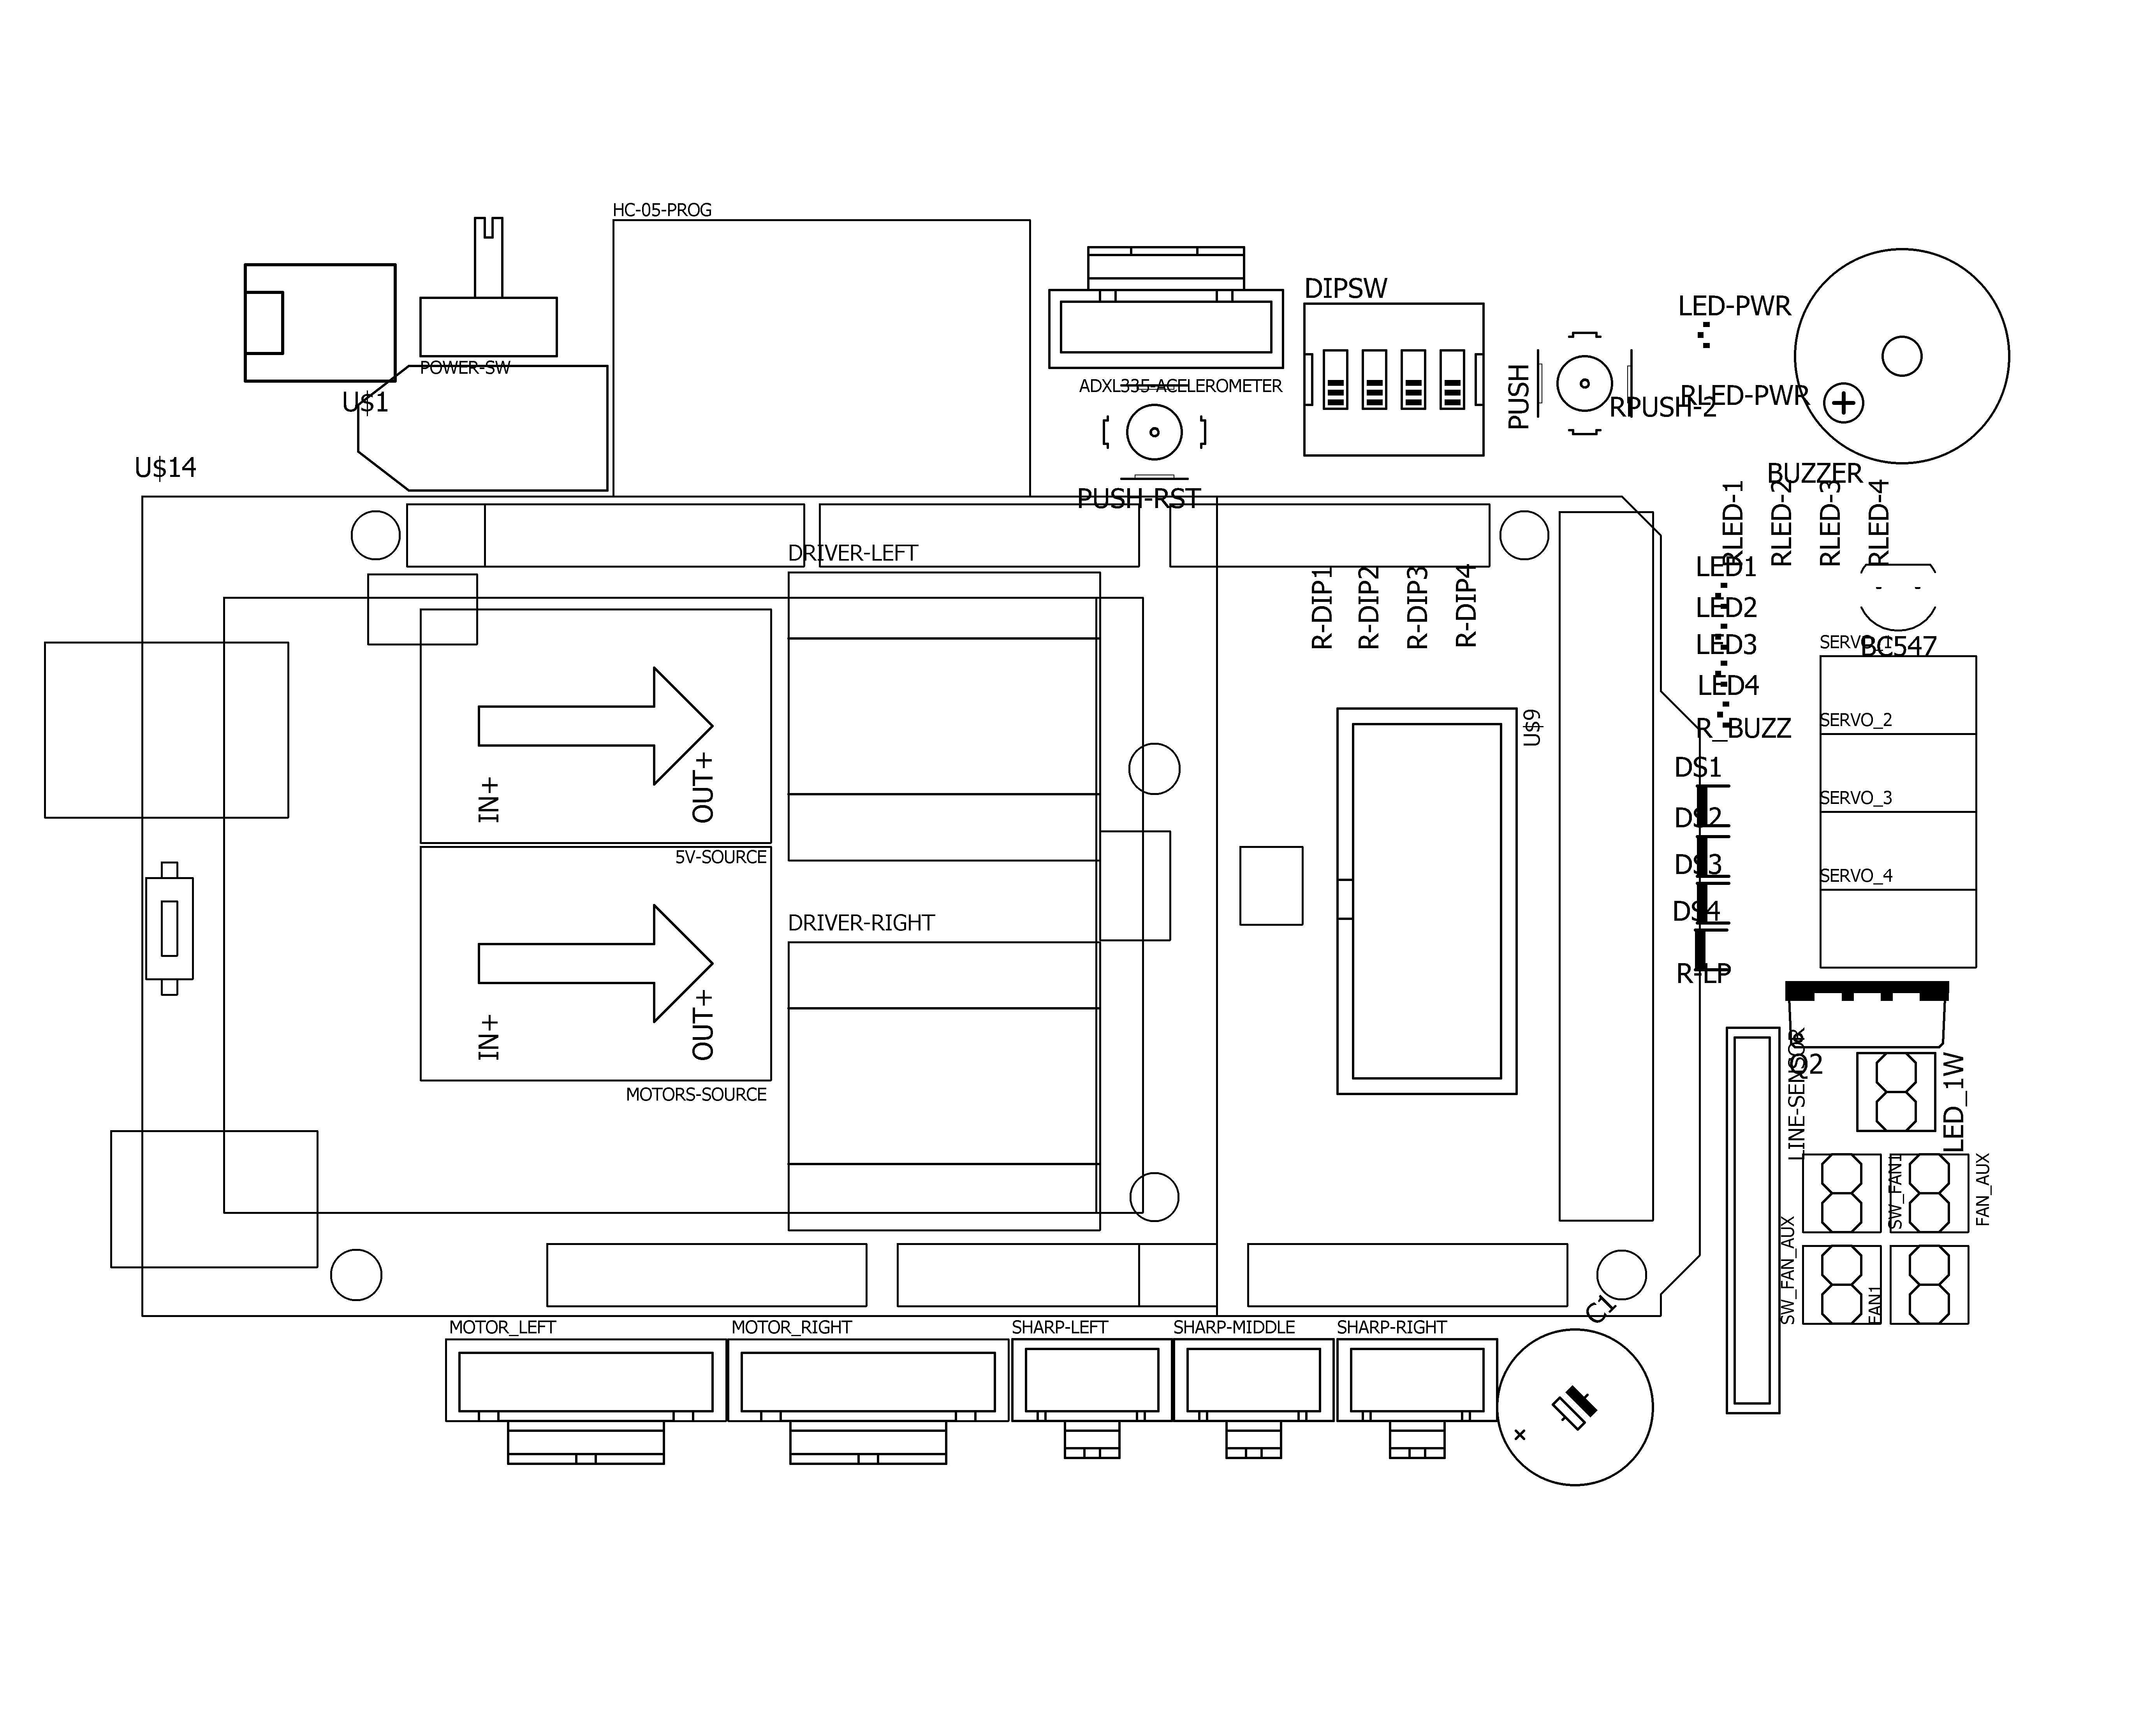 HC-05-PROG
DIPSW
LED-PWR
POWER-SW
ADXL335-ACELEROMETER
U$1
PUSH
RPUSH-2
RLED-PWR
U$14
PUSH-RST
BUZZER
RLED-1
RLED-2
RLED-3
RLED-4
DRIVER-LEFT
LED1
R-DIP1
R-DIP2
R-DIP3
R-DIP4
LED2
LED3
SERVO_1
BC547
LED4
U$9
R_BUZZ
SERVO_2
DS1
IN+
OUT+
SERVO_3
DS2
5V-SOURCE
DS3
SERVO_4
DRIVER-RIGHT
DS4
R-LP
IN+
OUT+
Q2
MOTORS-SOURCE
LINE-SENSOR
LED_1W
SW_FAN1
FAN_AUX
SW_FAN_AUX
FAN1
C1
MOTOR_LEFT
MOTOR_RIGHT
SHARP-LEFT
SHARP-MIDDLE
SHARP-RIGHT